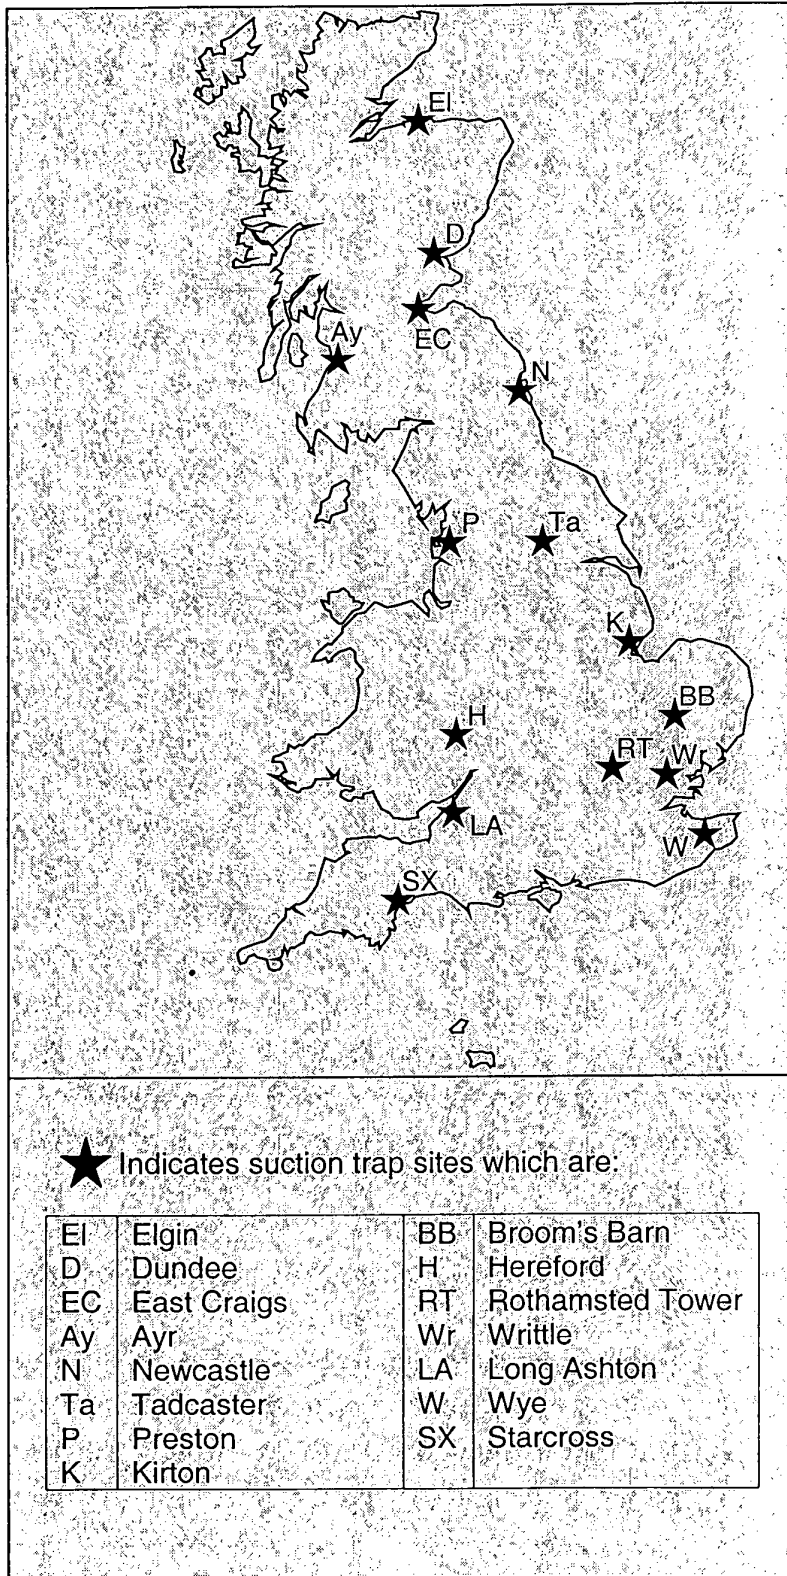 El
D
EC
Ay
N
P
Ta
K
BB
H
RT
Wr
LA
W
SX
Indicates suction trap sites which are:
El Elgin BB Broom's Barn
D Dundee H Hereford
EC East Craigs RT Rothamsted Tower
Ay Ayr Wr Writtle
N Newcastle LA Long Ashton
Ta Tadcaster W Wye
P Preston SX Starcross
K Kirton